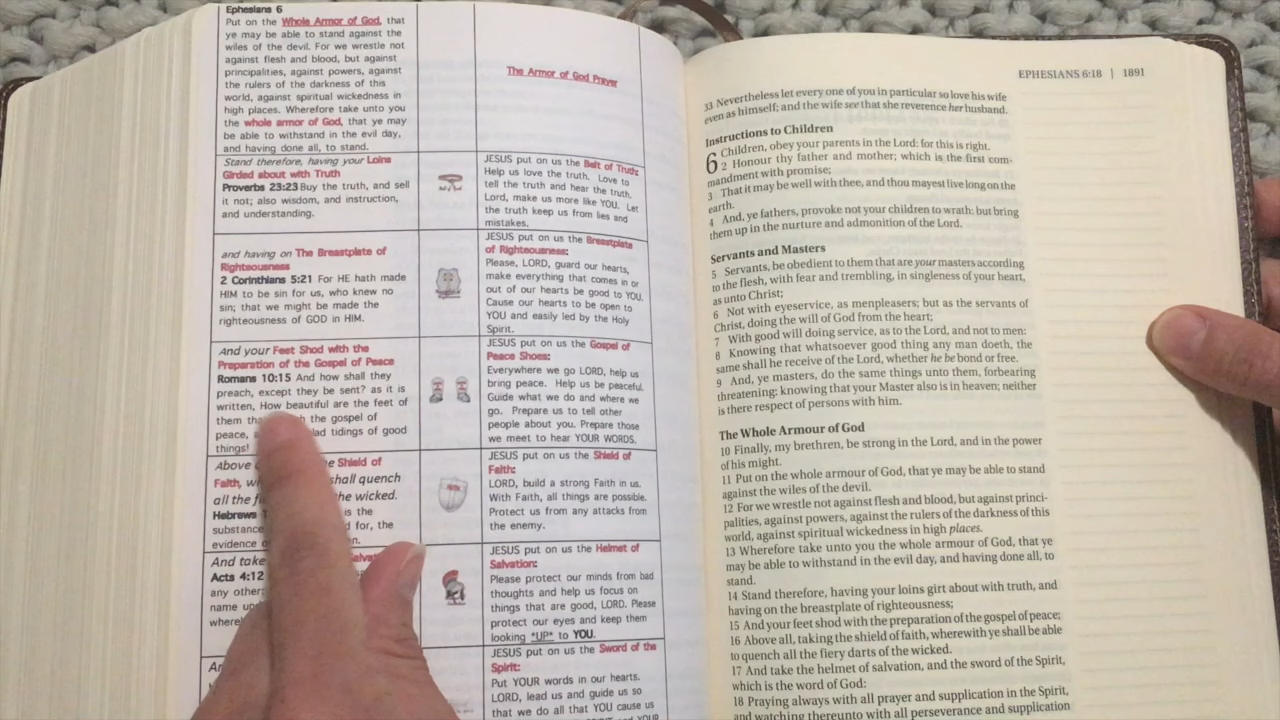 Ephesians 6
Put on the Whole Armor of God, that
ye may be able to stand against the
wiles of the devil. For we wrestle not
against flesh and blood, but against
principalities, against powers, against
the rulers of the darkness of this
world, against spiritual wickedness in
high places. Wherefore take unto you
the whole armor of God, that ye may
be able to withstand in the evil day,
and having done all, to stand.
The Armor of God Prayer
Stand therefore, having your Loins
Girded about with Truth
Proverbs 23:23 Buy the truth, and sell
it not; also wisdom, and instruction,
and understanding.
JESUS put on us the Belt of Truth:
Help us love the truth. Love to
tell the truth and hear the truth.
Lord, make us more like YOU. Let
the truth keep us from lies and
mistakes.
and having on The Breastplate of
Righteousness
2 Corinthians 5:21 For HE hath made
HIM to be sin for us, who knew no
sin; that we might be made the
righteousness of GOD in HIM.
JESUS put on us the Breastplate
of Righteousness:
Please, LORD, guard our hearts,
make everything that comes in or
out of our hearts be good to YOU.
Cause our hearts to be open to
YOU and easily led by the Holy
Spirit.
And your Feet Shod with the
Preparation of the Gospel of Peace
Romans 10:15 And how shall they
preach, except they be sent? as it is
written, How beautiful are the feet of
them the gospel of
peace, tidings of good
things!
JESUS put on us the Gospel of
Peace Shoes:
Everywhere we go LORD, help us
bring peace. Help us be peaceful.
Guide what we do and where we
go. Prepare us to tell other
people about you. Prepare those
we meet to hear YOUR WORDS.
Above Shield of
Faith, shall quench
all the the wicked.
Hebrews is the
substance for, the
evidence
FAITH
JESUS put on us the Shield of
Faith:
LORD, build a strong Faith in us.
With Faith, all things are possible.
Protect us from any attacks from
the enemy.
And take
Acts 4:12
any other:
name
JESUS put on us the Helmet of
Salvation:
Please protect our minds from bad
thoughts and help us focus on
things that are good, LORD. Please
protect our eyes and keep them
looking *UP* to YOU.
JESUS put on us the Sword of the
Spirit:
Put YOUR words in our hearts.
LORD, lead us and guide us so
that we do all that YOU cause us
EPHESIANS 6:18 | 1891
33 Nevertheless let every one of you in particular so love his wife
even as himself; and the wife see that she reverence her husband.
Instructions to Children
6 Children, obey your parents in the Lord: for this is right.
2 Honour thy father and mother; which is the first com-
mandment with promise;
3 That it may be well with thee, and thou mayest live long on the
earth.
4 And, ye fathers, provoke not your children to wrath: but bring
them up in the nurture and admonition of the Lord.
Servants and Masters
5 Servants, be obedient to them that are your masters according
to the flesh, with fear and trembling, in singleness of your heart,
as unto Christ;
6 Not with eyeservice, as menpleasers; but as the servants of
Christ, doing the will of God from the heart;
7 With good will doing service, as to the Lord, and not to men:
8 Knowing that whatsoever good thing any man doeth, the
same shall he receive of the Lord, whether he be bond or free.
9 And, ye masters, do the same things unto them, forbearing
threatening: knowing that your Master also is in heaven; neither
is there respect of persons with him.
The Whole Armour of God
10 Finally, my brethren, be strong in the Lord, and in the power
of his might.
11 Put on the whole armour of God, that ye may be able to stand
against the wiles of the devil.
12 For we wrestle not against flesh and blood, but against princi-
palities, against powers, against the rulers of the darkness of this
world, against spiritual wickedness in high places.
13 Wherefore take unto you the whole armour of God, that ye
may be able to withstand in the evil day, and having done all, to
stand.
14 Stand therefore, having your loins girt about with truth, and
having on the breastplate of righteousness;
15 And your feet shod with the preparation of the gospel of peace;
16 Above all, taking the shield of faith, wherewith ye shall be able
to quench all the fiery darts of the wicked.
17 And take the helmet of salvation, and the sword of the Spirit,
which is the word of God:
18 Praying always with all prayer and supplication in the Spirit,
and watching thereunto with all perseverance and supplication